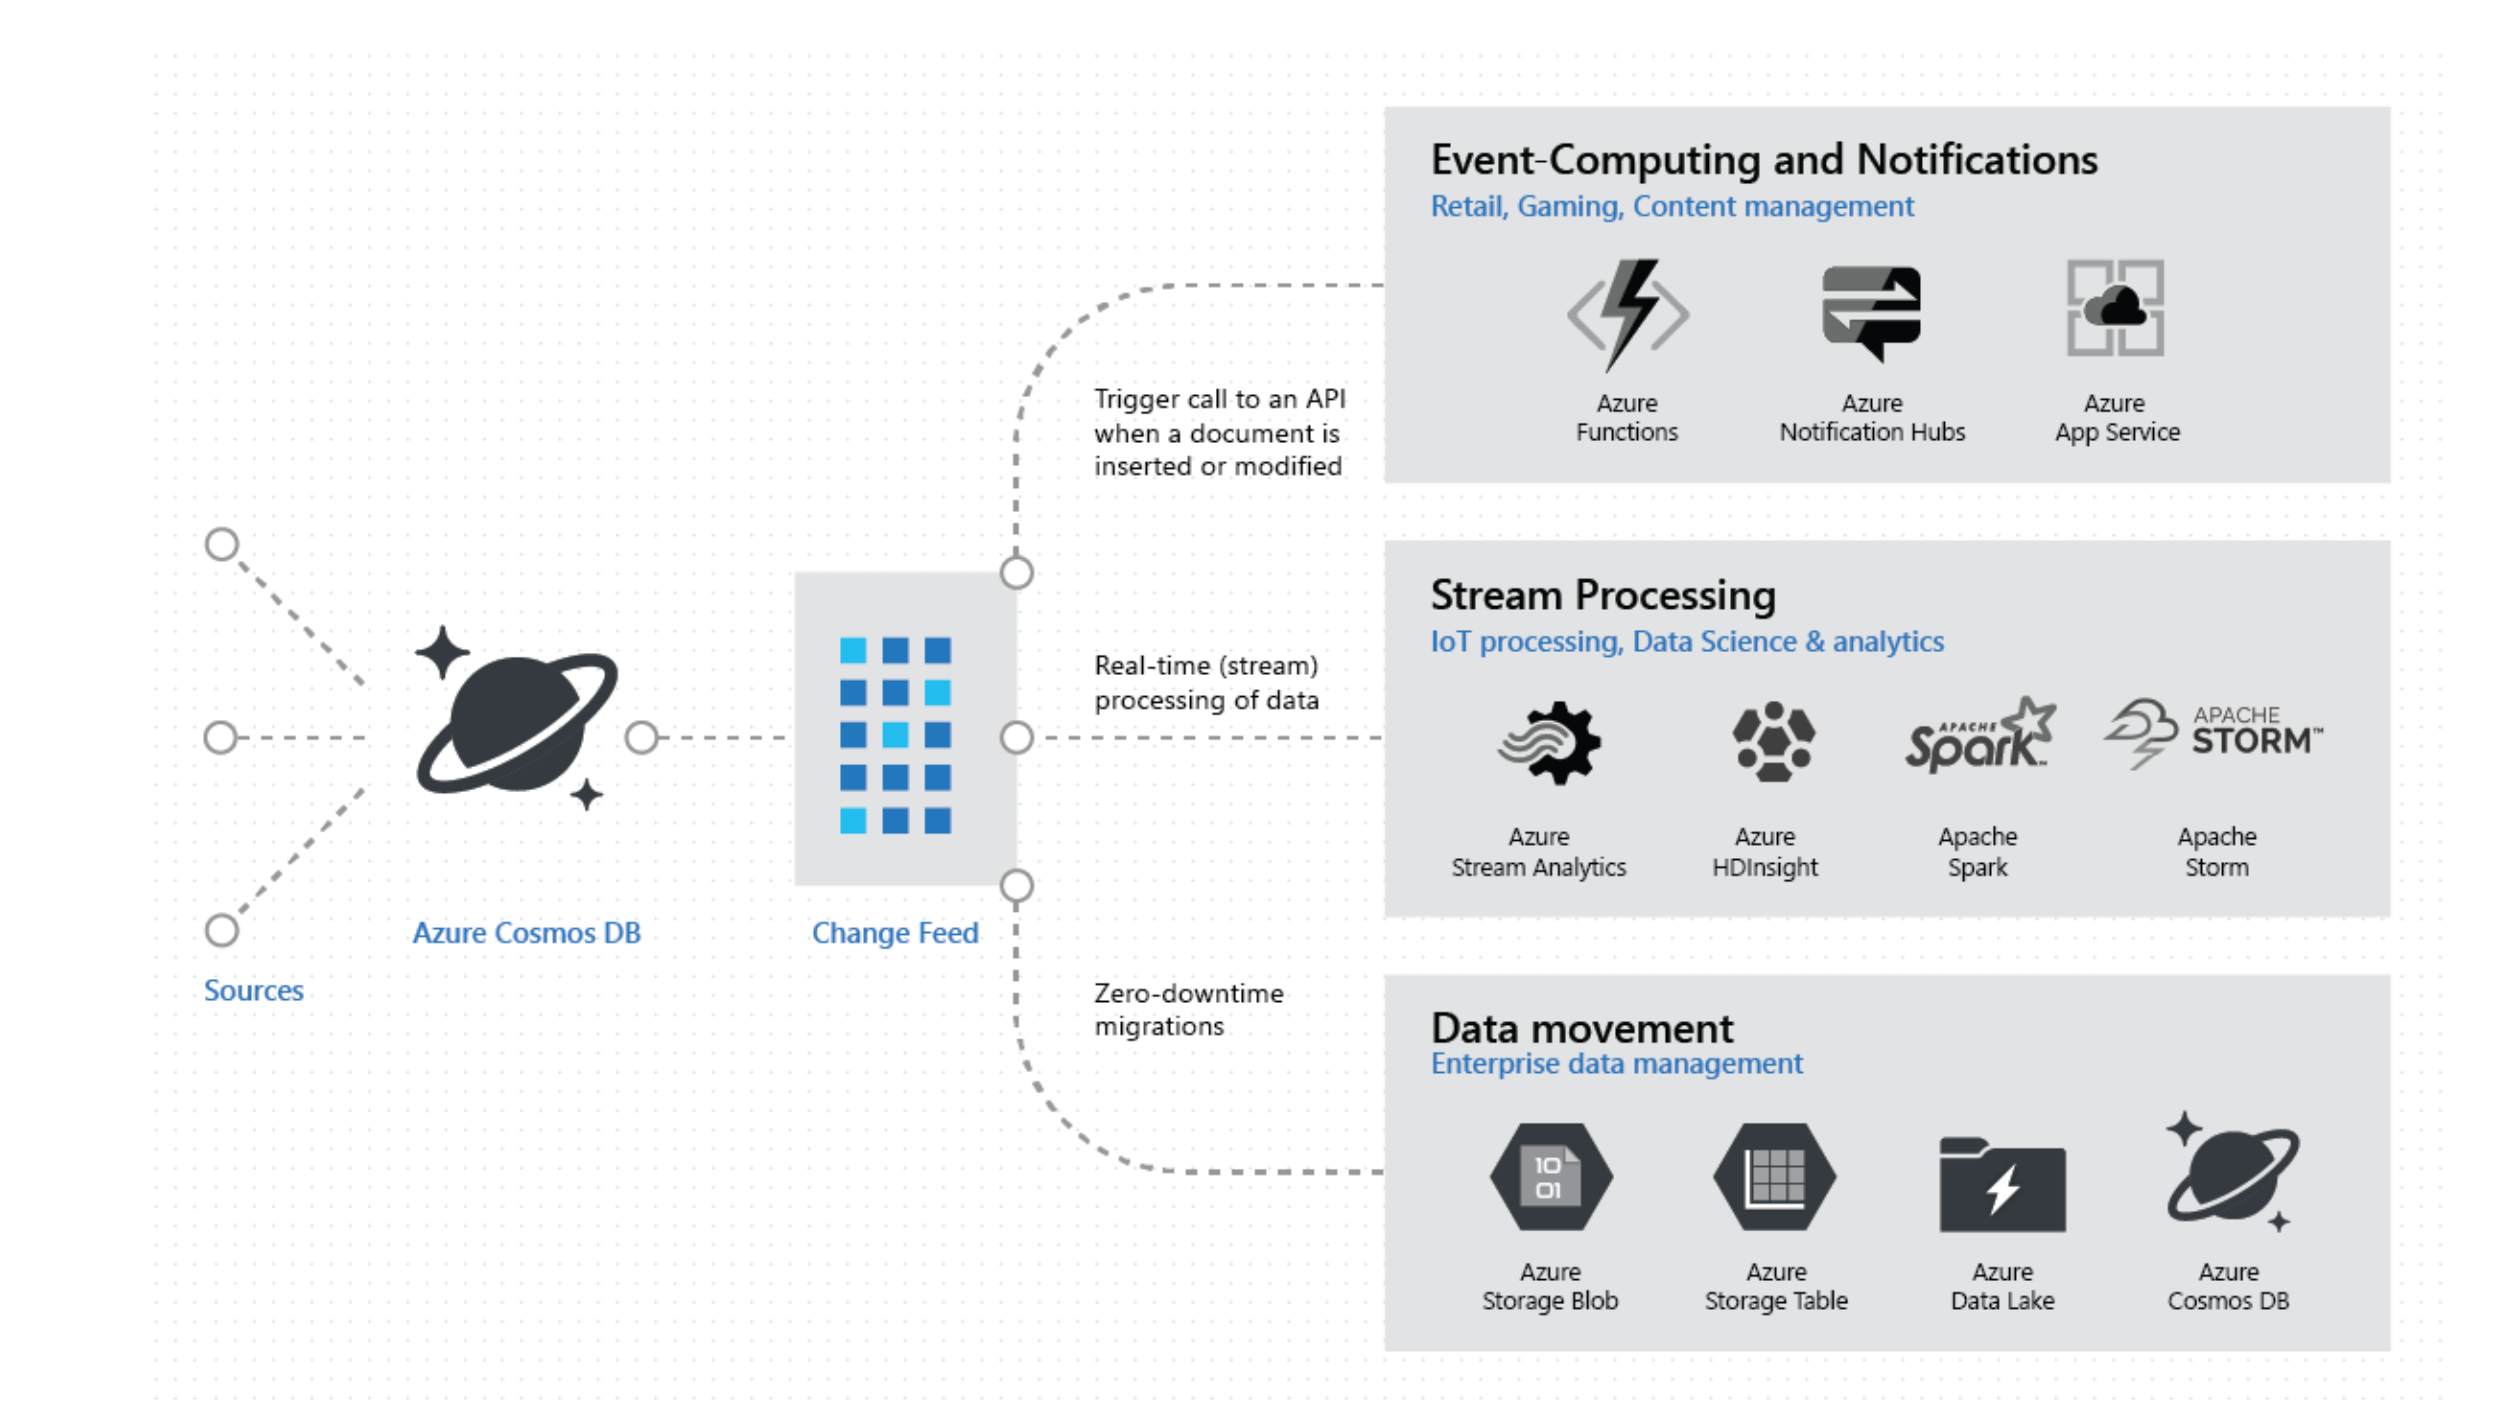 Sources
Azure Cosmos DB
Change Feed
Trigger call to an API
when a document is
inserted or modified
Real-time (stream)
processing of data
Zero-downtime
migrations
Event-Computing and Notifications
Retail, Gaming, Content management
Azure
Functions
Azure
Notification Hubs
Azure
App Service
Stream Processing
IoT processing, Data Science & analytics
APACHE
Spark™
APACHE
STORM™
Azure
Stream Analytics
Azure
HDInsight
Apache
Spark
Apache
Storm
Data movement
Enterprise data management
10
01
Azure
Storage Blob
Azure
Storage Table
Azure
Data Lake
Azure
Cosmos DB